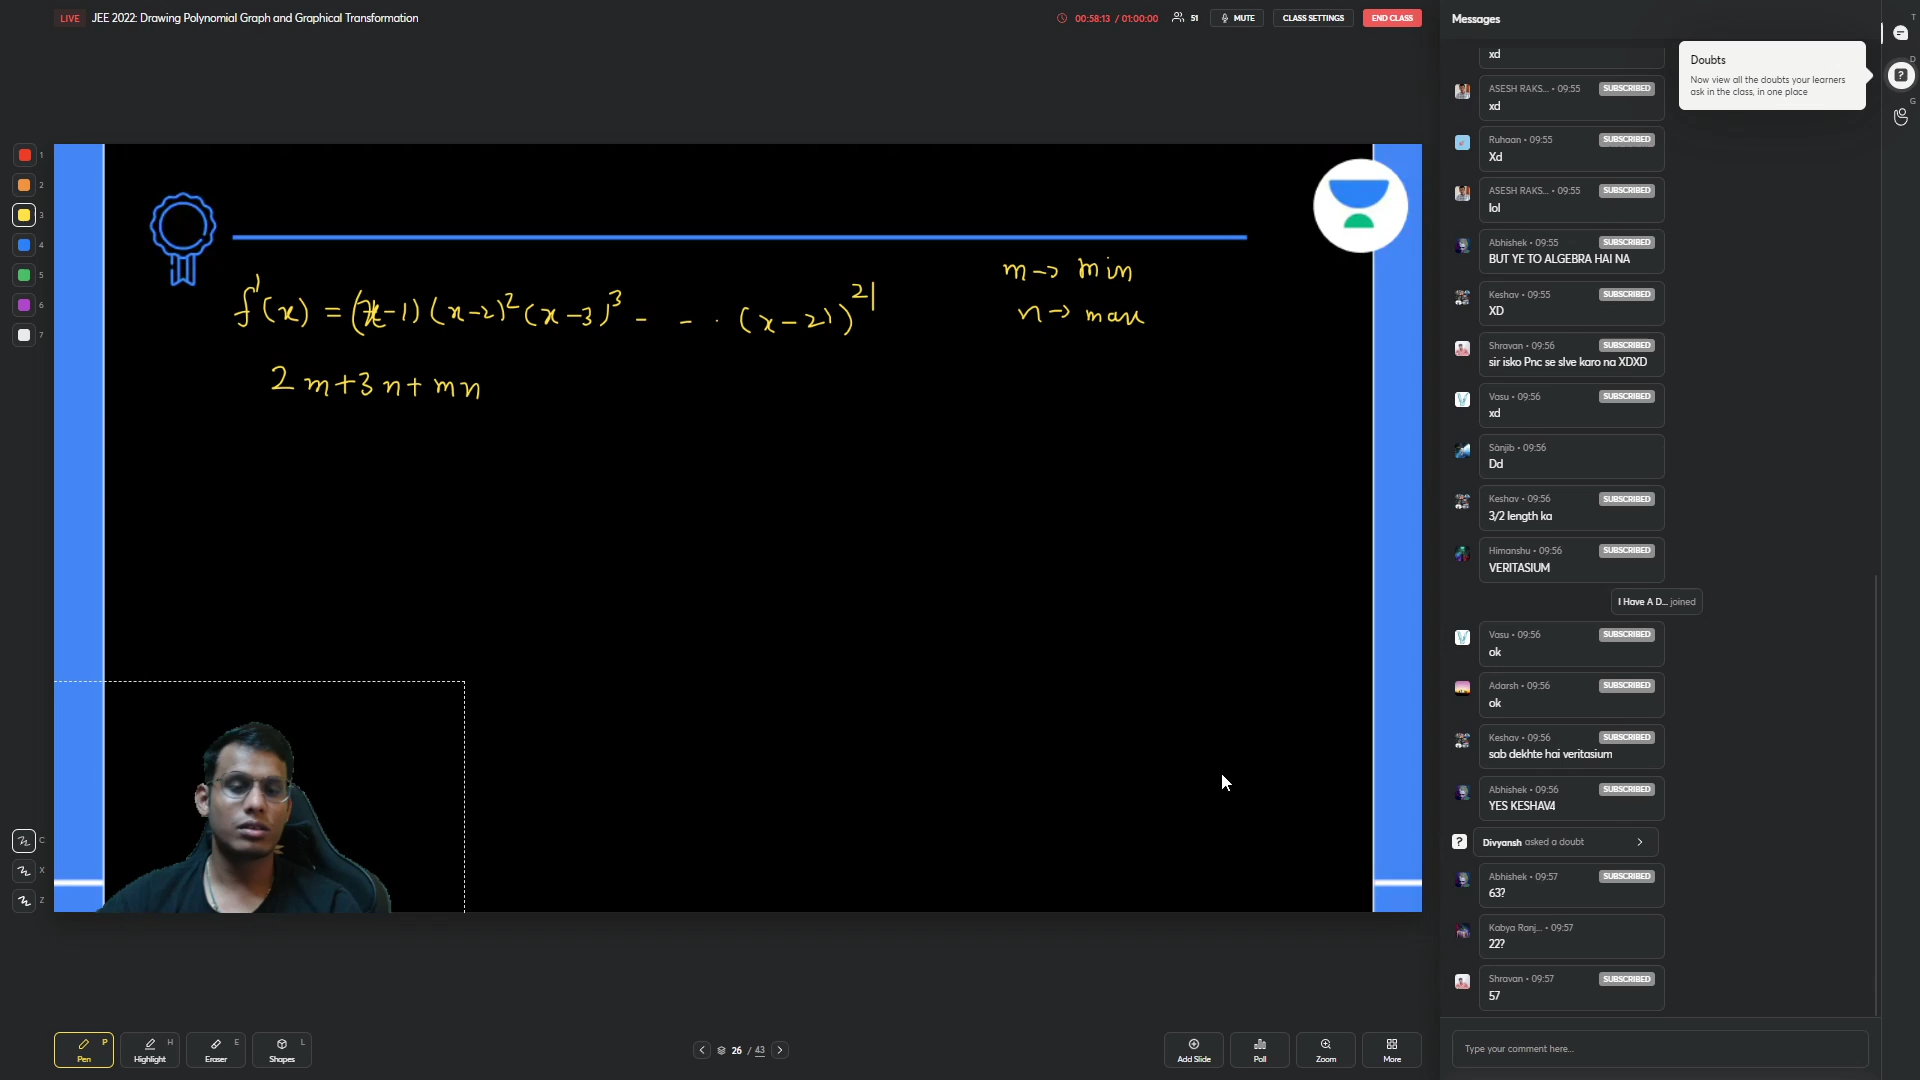 LIVE JEE 2022: Drawing Polynomial Graph and Graphical Transformation
00:58:13 / 01:00:00 51 MUTE CLASS SETTINGS END CLASS
1
2
3
4
5
6
7
f'(x) = (x-1)(x-2)²(x-3)³ - - . (x-21)²¹
m → min
n → max
2m+3n+mn
C
X
Z
P Pen
H Highlight
E Eraser
L Shapes
26 / 43
Add Slide
Poll
Zoom
More
Messages
xd
ASESH RAKS... • 09:55 SUBSCRIBED
xd
Ruhaan • 09:55 SUBSCRIBED
Xd
ASESH RAKS... • 09:55 SUBSCRIBED
lol
Abhishek • 09:55 SUBSCRIBED
BUT YE TO ALGEBRA HAI NA
Keshav • 09:55 SUBSCRIBED
XD
Shravan • 09:56 SUBSCRIBED
sir isko Pnc se slve karo na XDXD
Vasu • 09:56 SUBSCRIBED
xd
Sànjib • 09:56
Dd
Keshav • 09:56 SUBSCRIBED
3/2 length ka
Himanshu • 09:56 SUBSCRIBED
VERITASIUM
I Have A D... joined
Vasu • 09:56 SUBSCRIBED
ok
Adarsh • 09:56 SUBSCRIBED
ok
Keshav • 09:56 SUBSCRIBED
sab dekhte hai veritasium
Abhishek • 09:56 SUBSCRIBED
YES KESHAV4
? Divyansh asked a doubt
Abhishek • 09:57 SUBSCRIBED
63?
Kabya Ranj... • 09:57
22?
Shravan • 09:57 SUBSCRIBED
57
Type your comment here...
Doubts
Now view all the doubts your learners
ask in the class, in one place
T
D
?
G